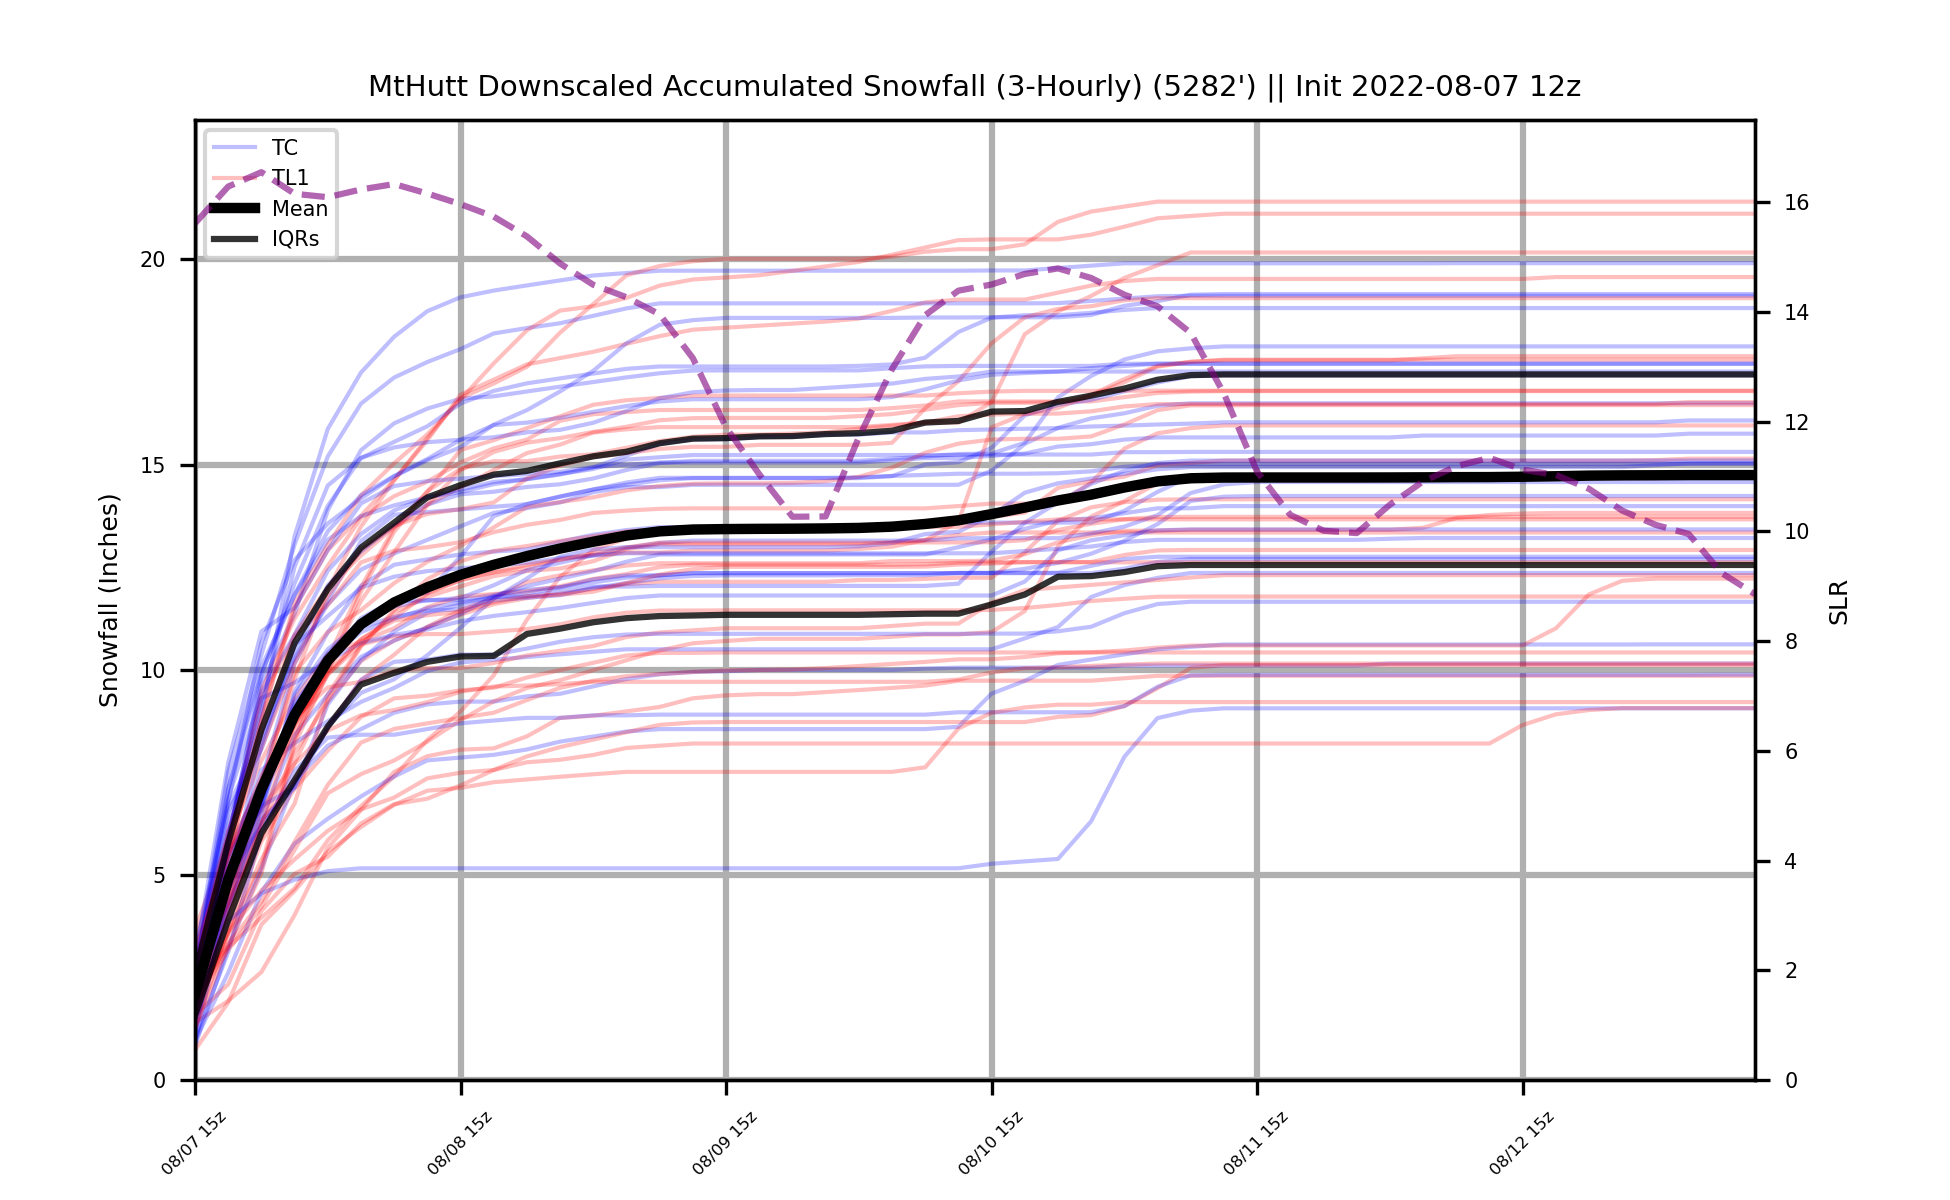 MtHutt Downscaled Accumulated Snowfall (3-Hourly) (5282') || Init 2022-08-07 12z
TC
TL1
Mean
IQRs
Snowfall (Inches)
20
15
10
5
0
16
14
12
10
8
6
4
2
0
SLR
08/07 15z
08/08 15z
08/09 15z
08/10 15z
08/11 15z
08/12 15z